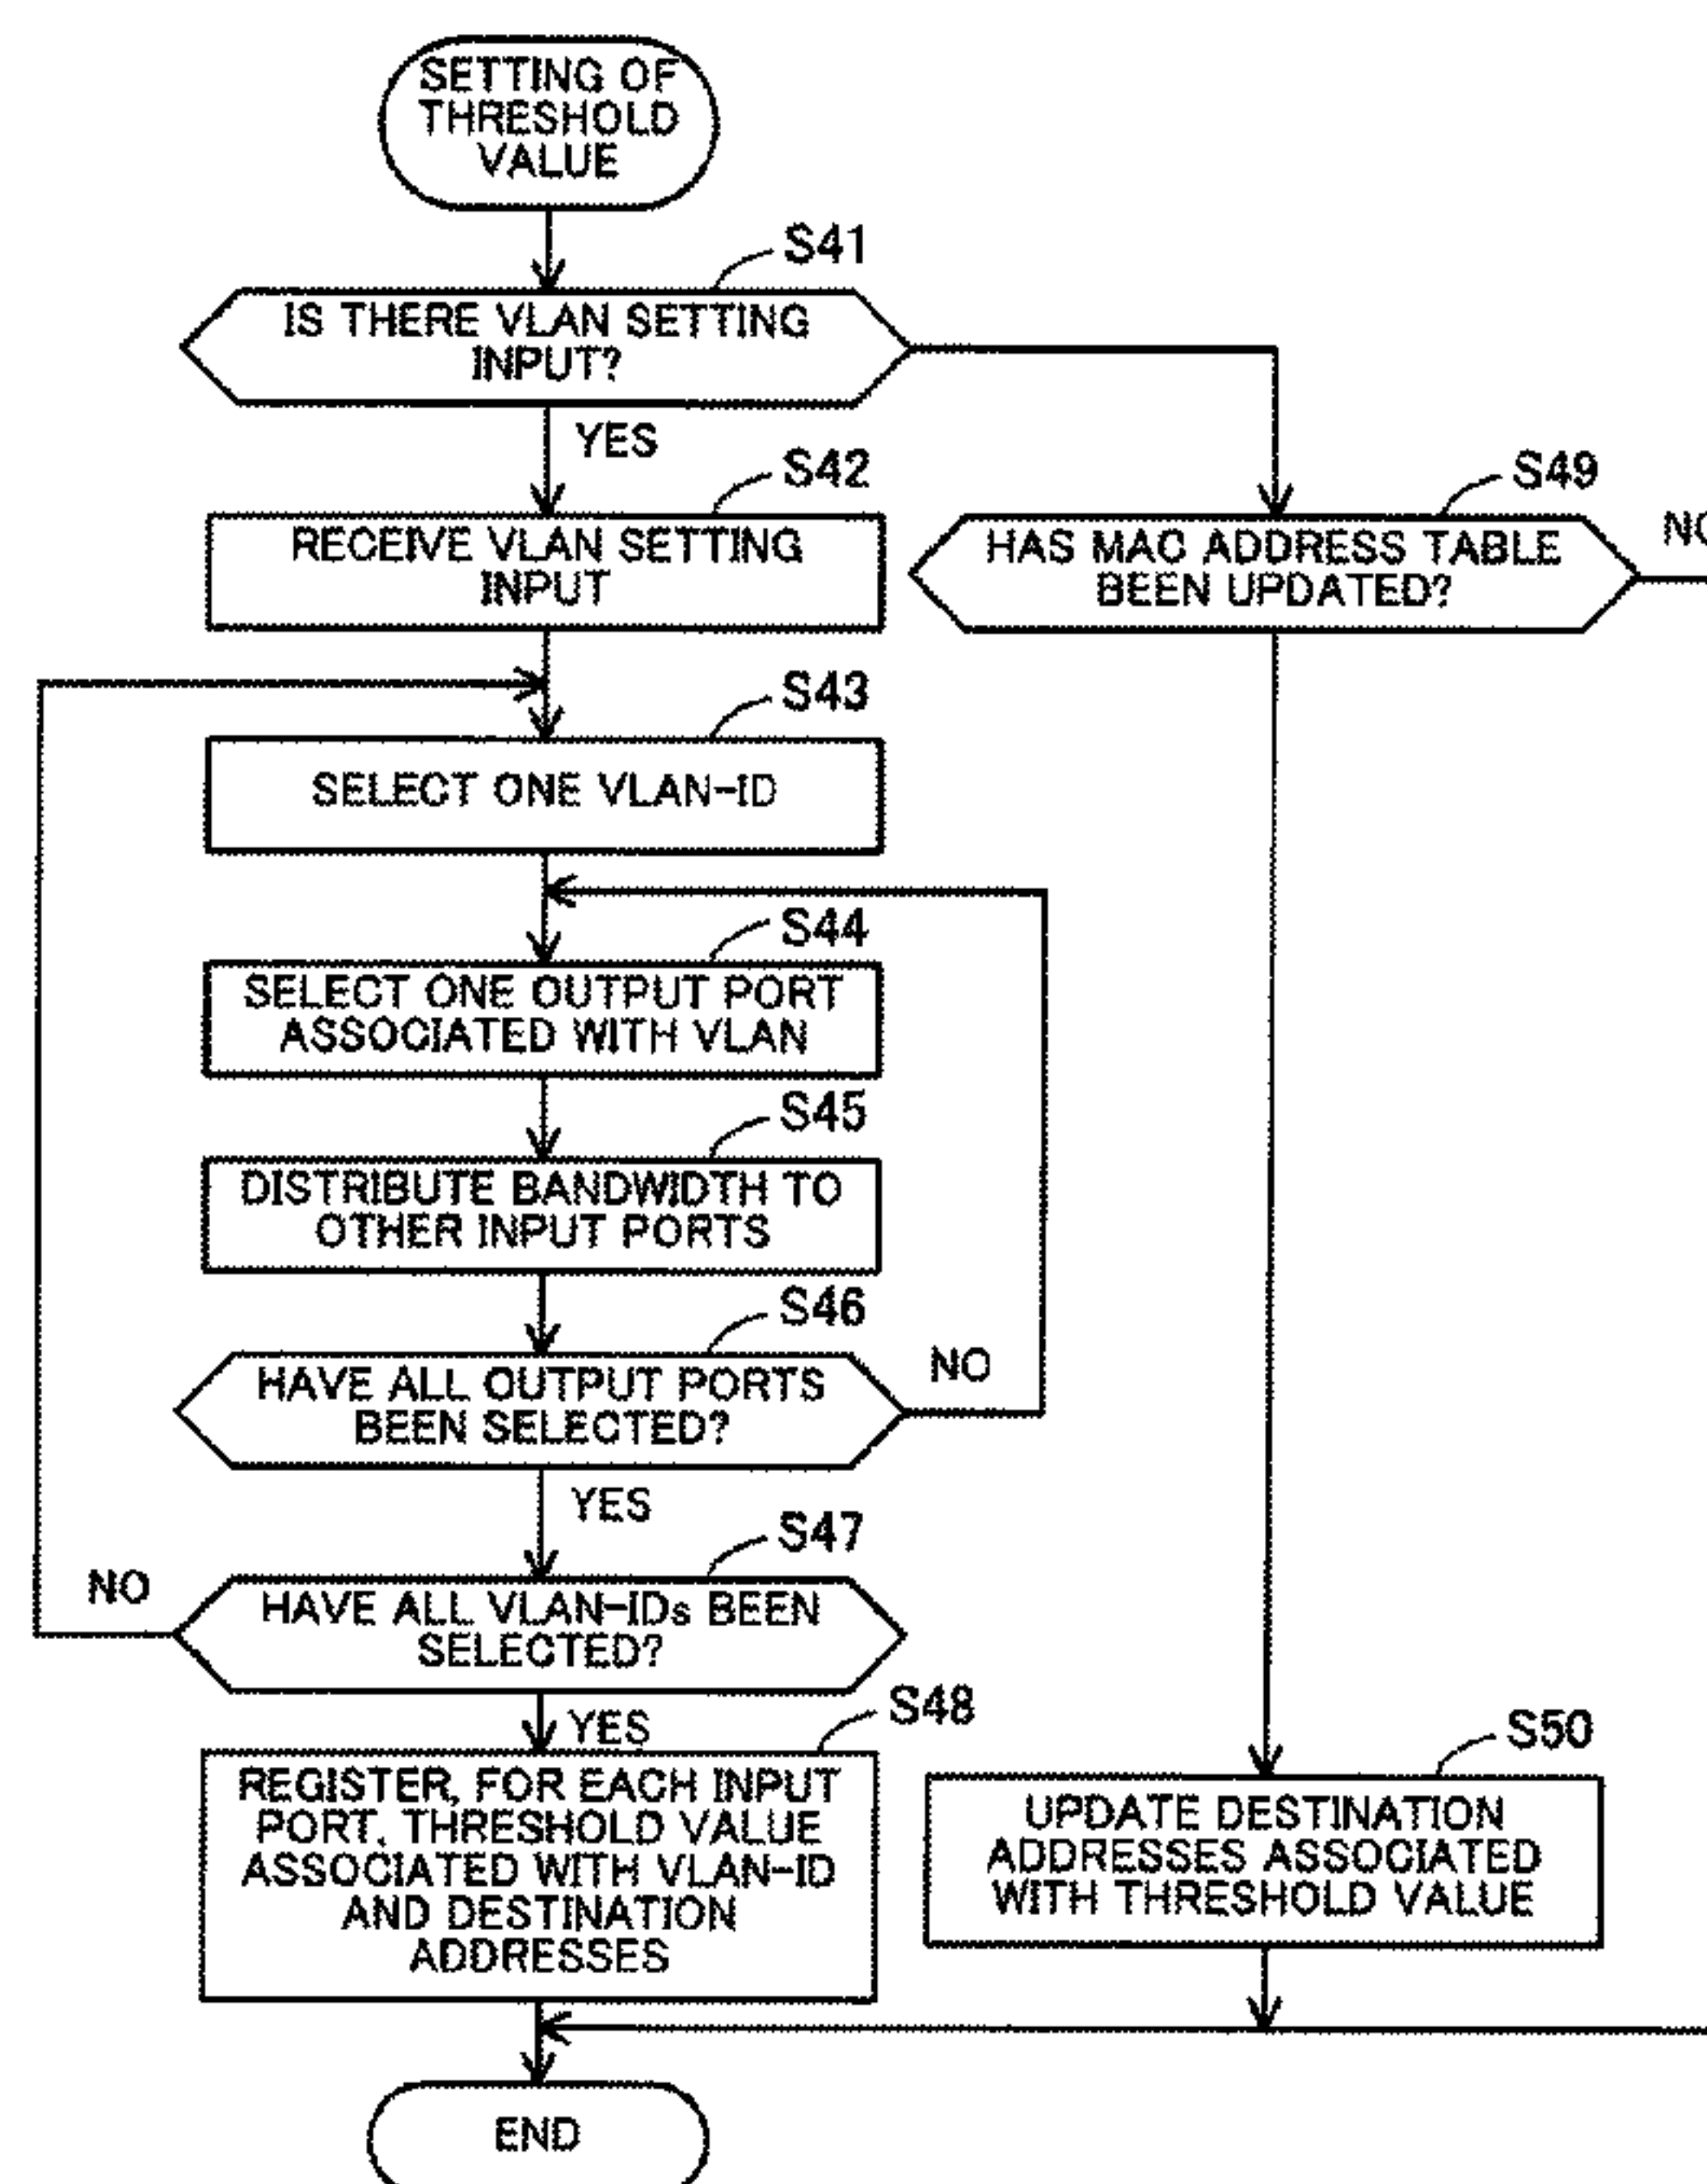 SETTING OF
THRESHOLD
VALUE
S41
IS THERE VLAN SETTING
INPUT?
YES
S42
RECEIVE VLAN SETTING
INPUT
S49
HAS MAC ADDRESS TABLE
BEEN UPDATED?
NO
S43
SELECT ONE VLAN-ID
S44
SELECT ONE OUTPUT PORT
ASSOCIATED WITH VLAN
S45
DISTRIBUTE BANDWIDTH TO
OTHER INPUT PORTS
S46
HAVE ALL OUTPUT PORTS
BEEN SELECTED?
NO
YES
S47
NO
HAVE ALL VLAN-IDs BEEN
SELECTED?
YES
S48
REGISTER, FOR EACH INPUT
PORT, THRESHOLD VALUE
ASSOCIATED WITH VLAN-ID
AND DESTINATION
ADDRESSES
S50
UPDATE DESTINATION
ADDRESSES ASSOCIATED
WITH THRESHOLD VALUE
END